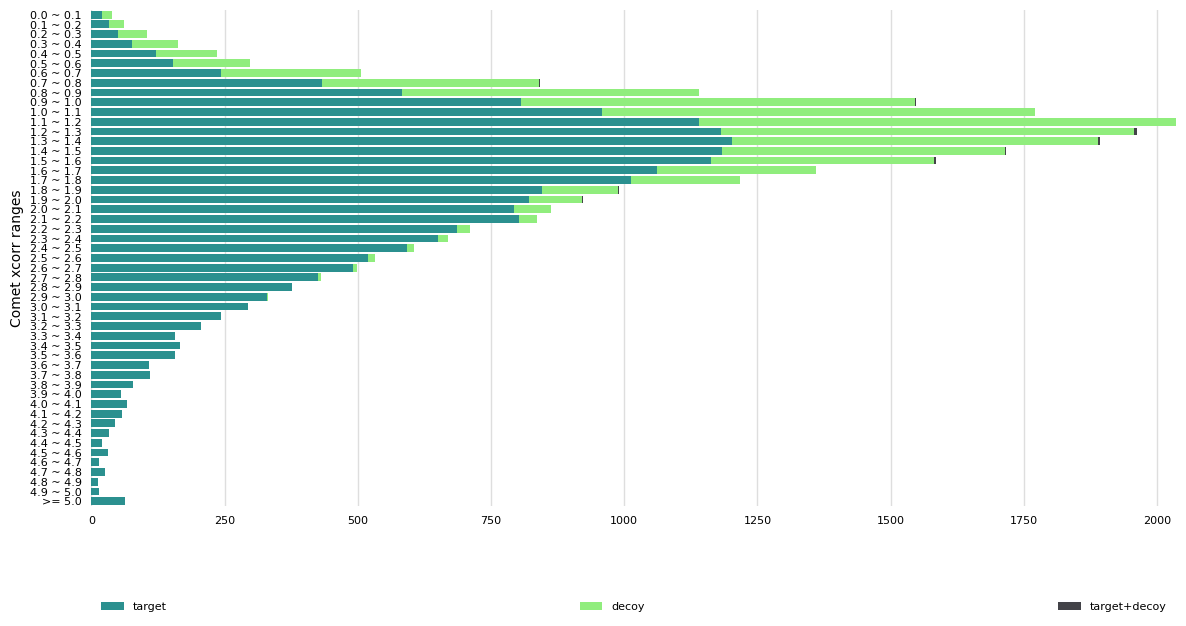 Comet xcorr ranges
0.0 ~ 0.1
0.1 ~ 0.2
0.2 ~ 0.3
0.3 ~ 0.4
0.4 ~ 0.5
0.5 ~ 0.6
0.6 ~ 0.7
0.7 ~ 0.8
0.8 ~ 0.9
0.9 ~ 1.0
1.0 ~ 1.1
1.1 ~ 1.2
1.2 ~ 1.3
1.3 ~ 1.4
1.4 ~ 1.5
1.5 ~ 1.6
1.6 ~ 1.7
1.7 ~ 1.8
1.8 ~ 1.9
1.9 ~ 2.0
2.0 ~ 2.1
2.1 ~ 2.2
2.2 ~ 2.3
2.3 ~ 2.4
2.4 ~ 2.5
2.5 ~ 2.6
2.6 ~ 2.7
2.7 ~ 2.8
2.8 ~ 2.9
2.9 ~ 3.0
3.0 ~ 3.1
3.1 ~ 3.2
3.2 ~ 3.3
3.3 ~ 3.4
3.4 ~ 3.5
3.5 ~ 3.6
3.6 ~ 3.7
3.7 ~ 3.8
3.8 ~ 3.9
3.9 ~ 4.0
4.0 ~ 4.1
4.1 ~ 4.2
4.2 ~ 4.3
4.3 ~ 4.4
4.4 ~ 4.5
4.5 ~ 4.6
4.6 ~ 4.7
4.7 ~ 4.8
4.8 ~ 4.9
4.9 ~ 5.0
>= 5.0
0 250 500 750 1000 1250 1500 1750 2000
target decoy target+decoy